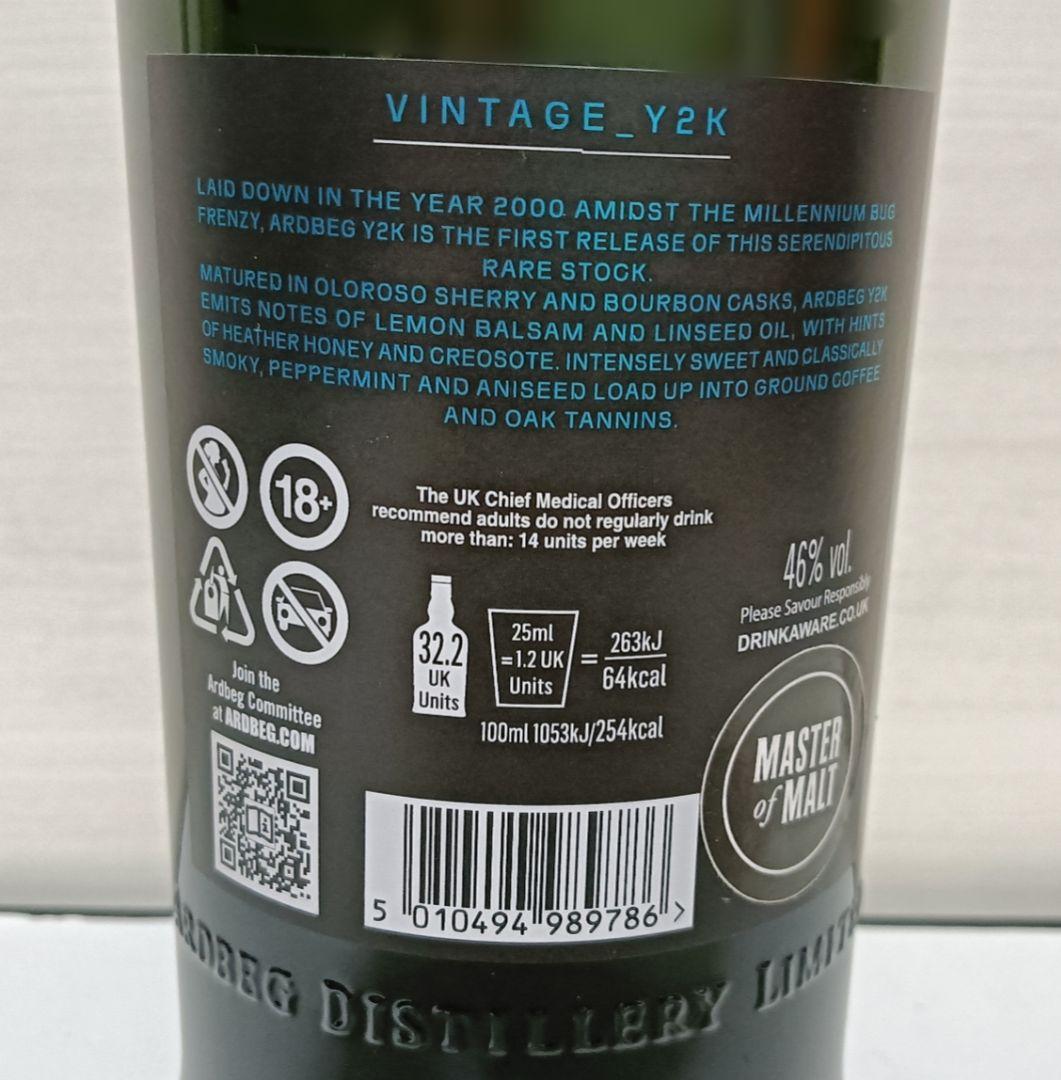 VINTAGE_Y2K
LAID DOWN IN THE YEAR 2000 AMIDST THE MILLENNIUM BUG
FRENZY, ARDBEG Y2K IS THE FIRST RELEASE OF THIS SERENDIPITOUS
RARE STOCK.
MATURED IN OLOROSO SHERRY AND BOURBON CASKS, ARDBEG Y2K
EMITS NOTES OF LEMON BALSAM AND LINSEED OIL, WITH HINTS
OF HEATHER HONEY AND CREOSOTE. INTENSELY SWEET AND CLASSICALLY
SMOKY, PEPPERMINT AND ANISEED LOAD UP INTO GROUND COFFEE
AND OAK TANNINS.
18+
The UK Chief Medical Officers
recommend adults do not regularly drink
more than: 14 units per week
46% vol.
Please Savour Responsibly
DRINKAWARE.CO.UK
32.2
UK
Units
25ml
=1.2 UK
Units
=
263kJ
64kcal
100ml 1053kJ/254kcal
Join the
Ardbeg Committee
at ARDBEG.COM
MASTER
of MALT
5 010494 989786 >
ARDBEG DISTILLERY LIMITE